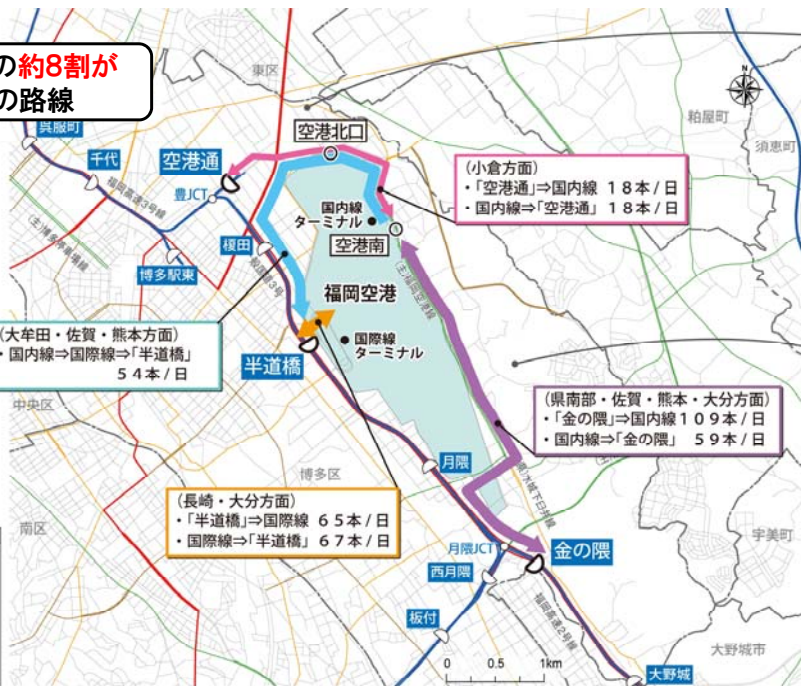 の約8割が
の路線
東区
N
粕屋町
須恵町
呉服町
千代
空港通
空港北口
豊JCT
福岡高速3号線
国内線
ターミナル
(小倉方面)
・「空港通」⇒国内線 18本/日
・国内線⇒「空港通」 18本/日
空港南
榎田
博多駅東
福岡空港
(大牟田・佐賀・熊本方面)
・国内線⇒国際線⇒「半道橋」
54本/日
国際線
ターミナル
半道橋
中央区
(県南部・佐賀・熊本・大分方面)
・「金の隈」⇒国内線109本/日
・国内線⇒「金の隈」 59本/日
月隈
博多区
(長崎・大分方面)
・「半道橋」⇒国際線 65本/日
・国際線⇒「半道橋」 67本/日
南区
宇美町
月隈JCT
金の隈
西月隈
福岡高速2号線
板付
大野城市
0 0.5 1km
大野城